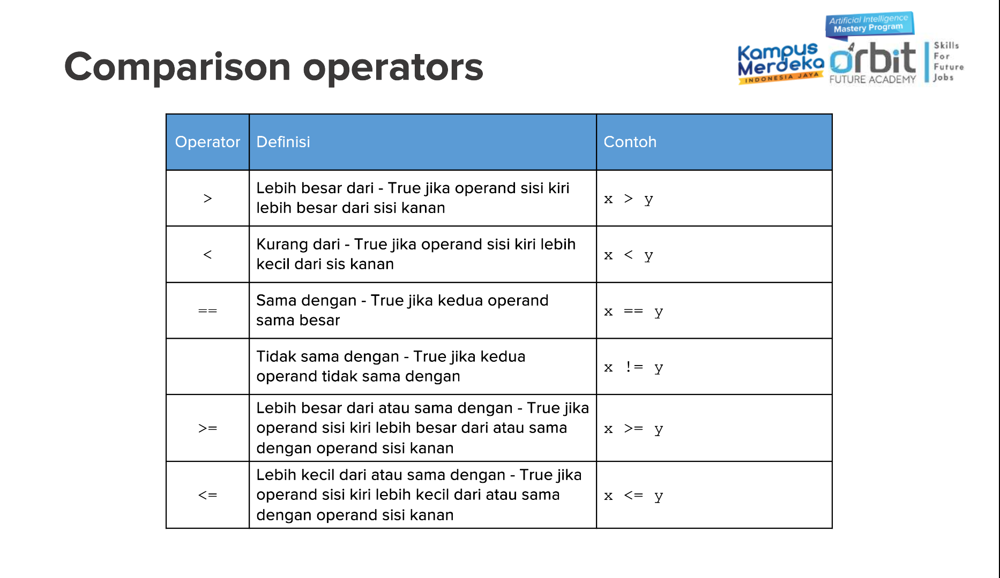 Artificial Intelligence
Mastery Program
Kampus
Merdeka
INDONESIA JAYA
orbit
FUTURE ACADEMY
Skills
For
Future
Jobs
Comparison operators
Operator Definisi Contoh
> Lebih besar dari - True jika operand sisi kiri
lebih besar dari sisi kanan
x > y
< Kurang dari - True jika operand sisi kiri lebih
kecil dari sis kanan
x < y
== Sama dengan - True jika kedua operand
sama besar
x == y
Tidak sama dengan - True jika kedua
operand tidak sama dengan
x != y
>= Lebih besar dari atau sama dengan - True jika
operand sisi kiri lebih besar dari atau sama
dengan operand sisi kanan
x >= y
<= Lebih kecil dari atau sama dengan - True jika
operand sisi kiri lebih kecil dari atau sama
dengan operand sisi kanan
x <= y